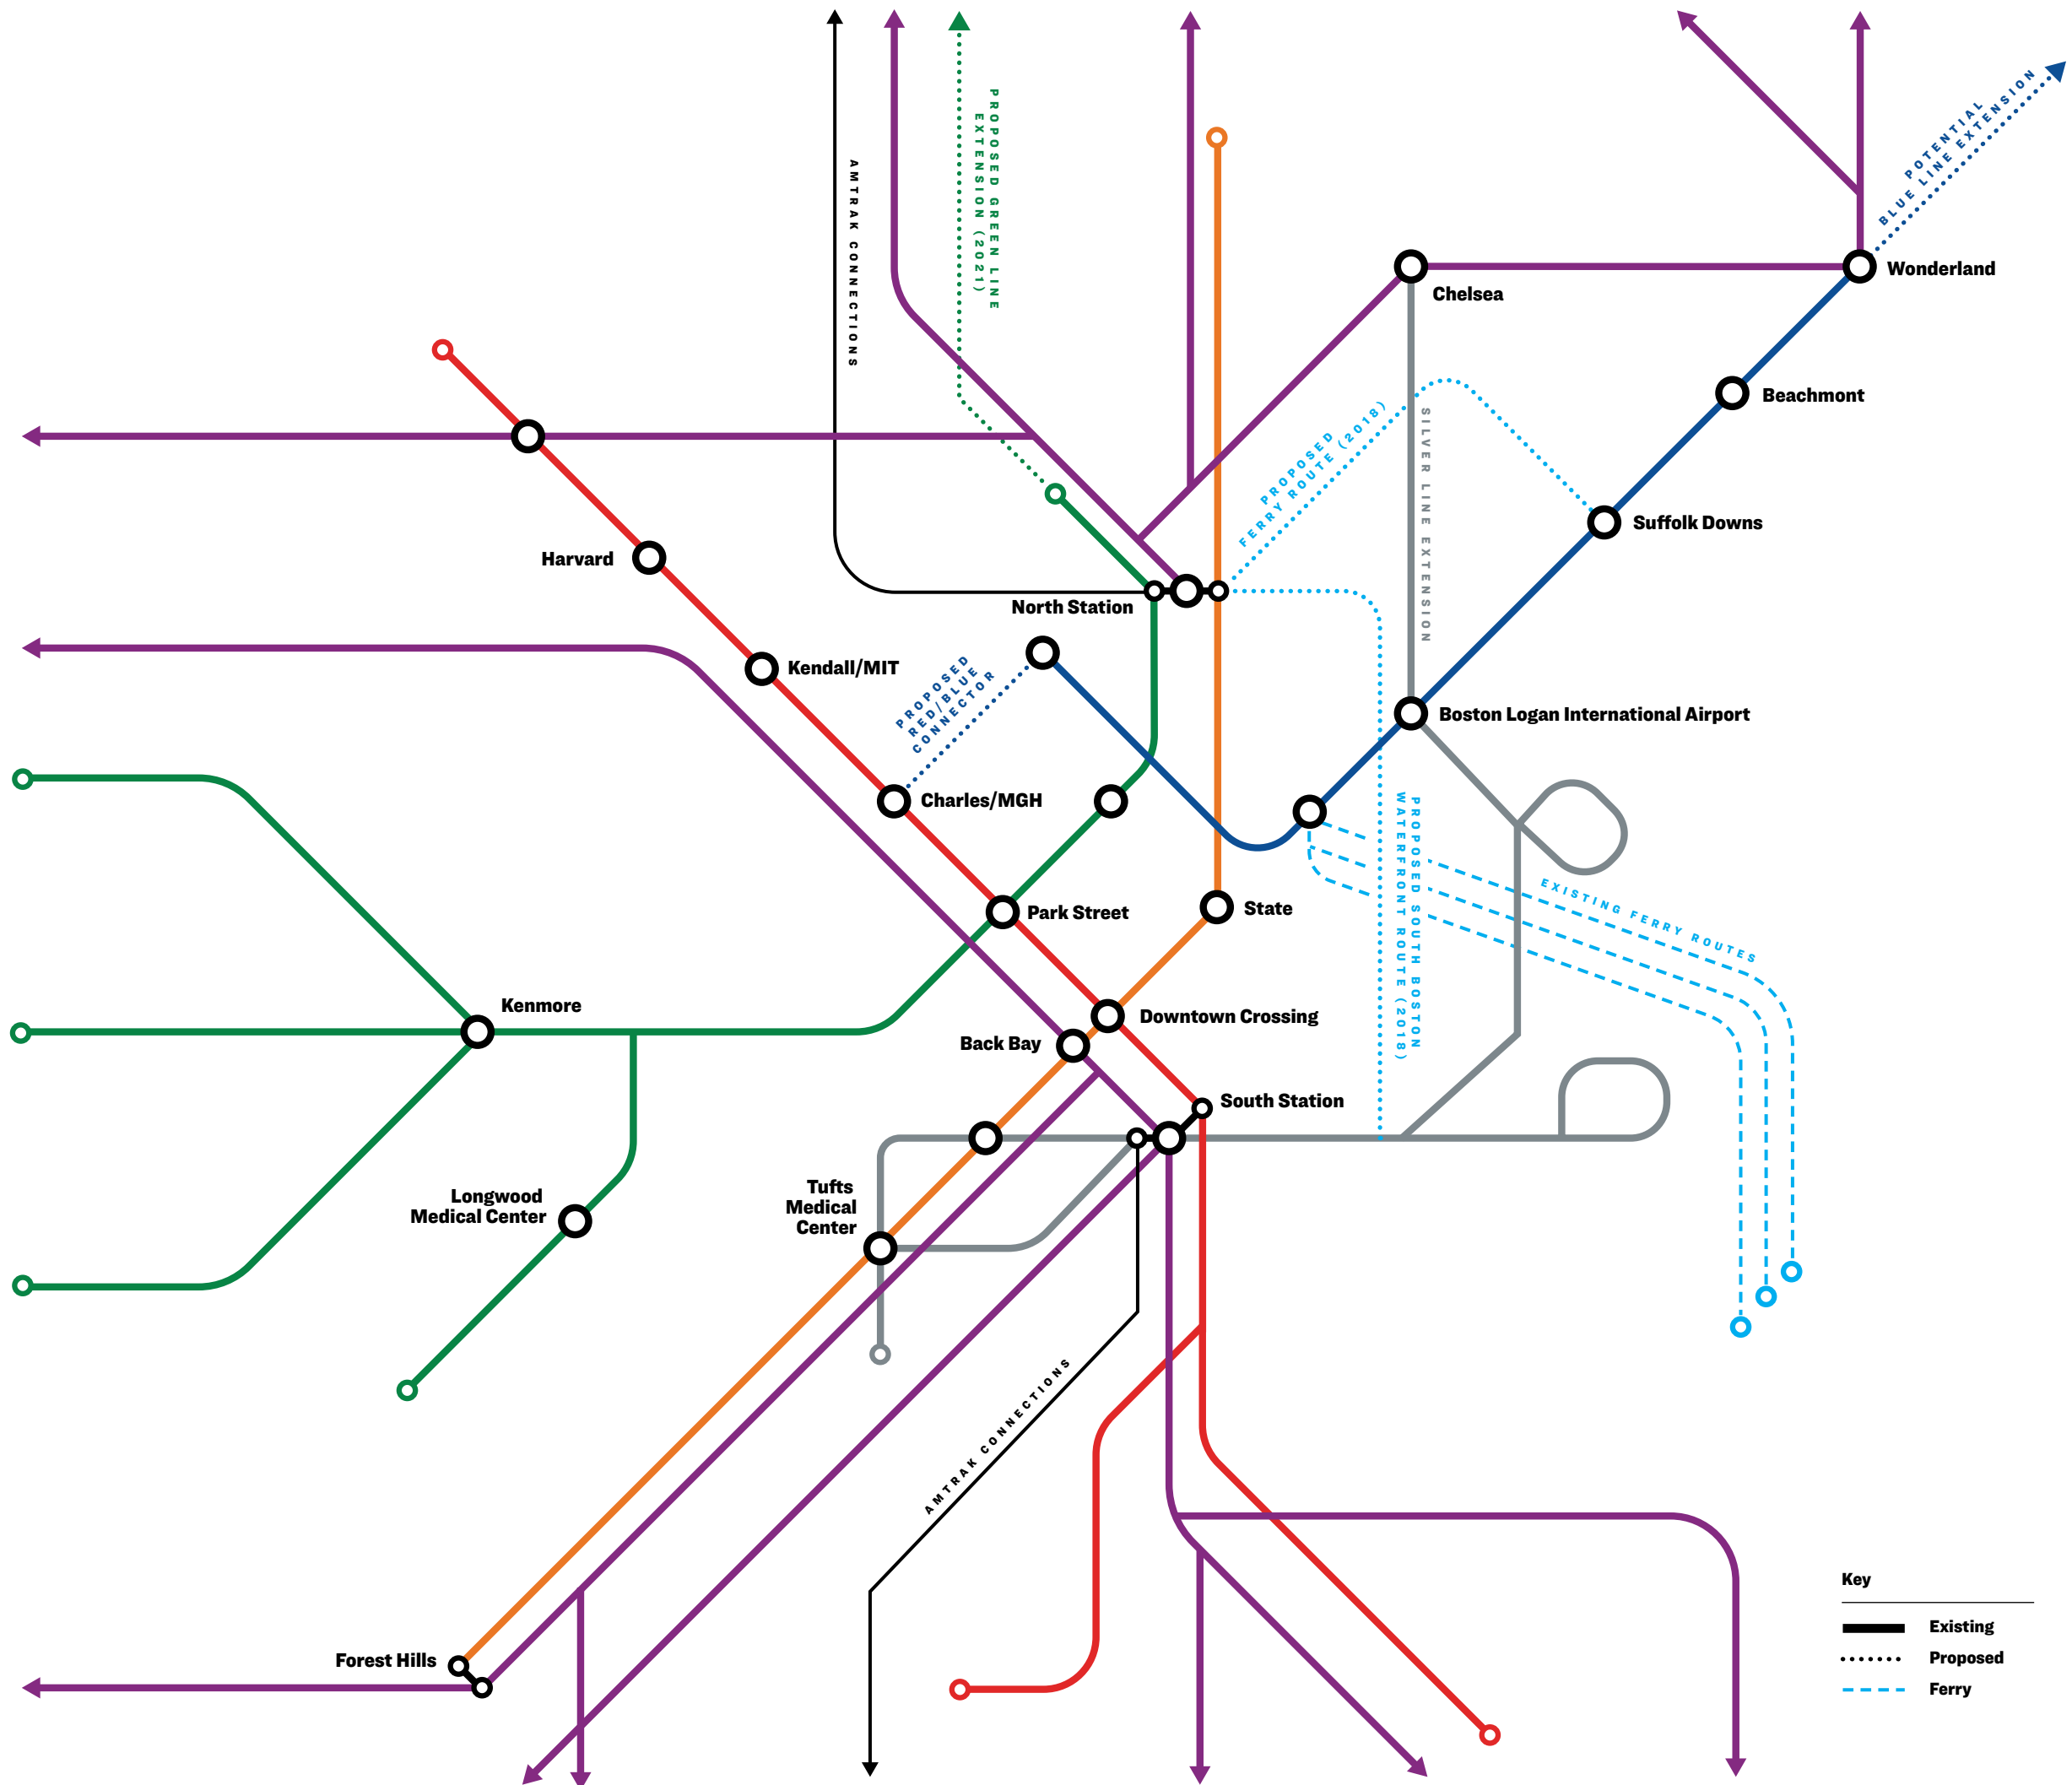 PROPOSED GREEN LINE
EXTENSION (2021)
AMTRAK CONNECTIONS
POTENTIAL
BLUE LINE EXTENSION
Wonderland
Chelsea
Beachmont
PROPOSED
FERRY ROUTE (2018)
SILVER LINE EXTENSION
Suffolk Downs
Harvard
North Station
Kendall/MIT
PROPOSED
RED/BLUE
CONNECTOR
Boston Logan International Airport
Charles/MGH
PROPOSED SOUTH BOSTON
WATERFRONT ROUTE (2018)
EXISTING FERRY ROUTES
Park Street
State
Kenmore
Downtown Crossing
Back Bay
South Station
Longwood
Medical Center
Tufts
Medical
Center
AMTRAK CONNECTIONS
Forest Hills
Key
Existing
Proposed
Ferry